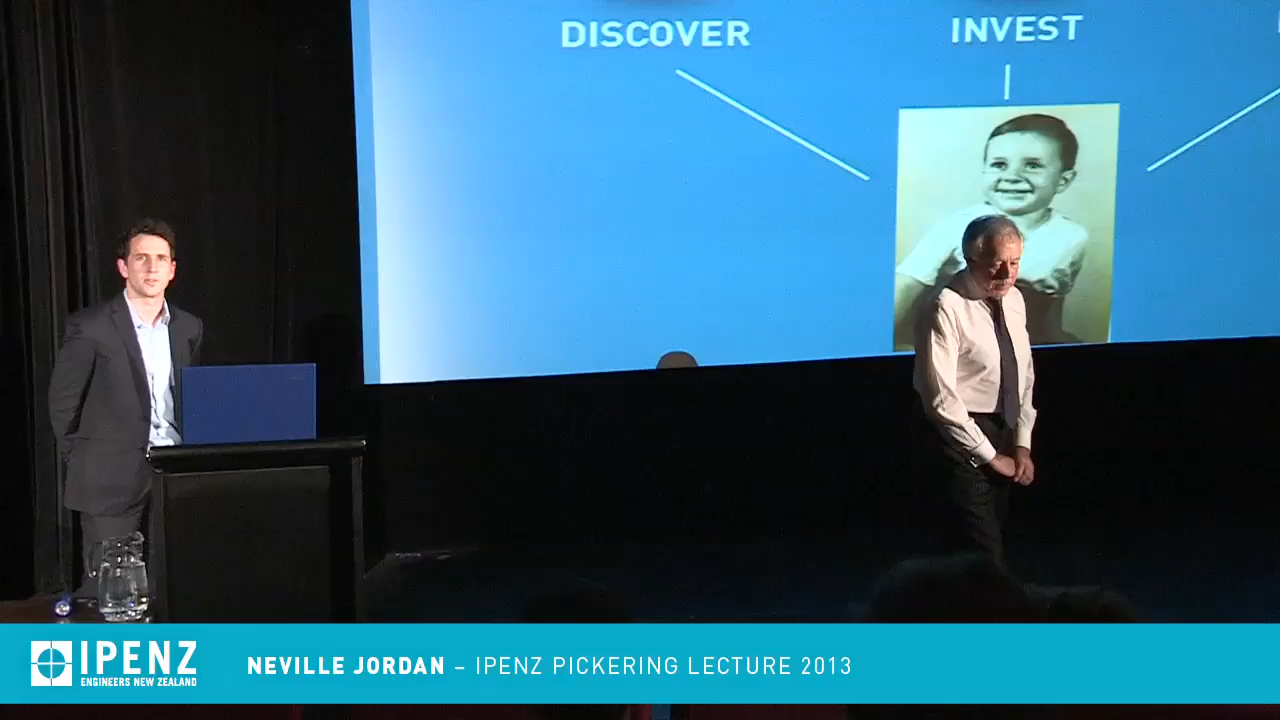 DISCOVER
INVEST
IPENZ
ENGINEERS NEW ZEALAND
NEVILLE JORDAN – IPENZ PICKERING LECTURE 2013